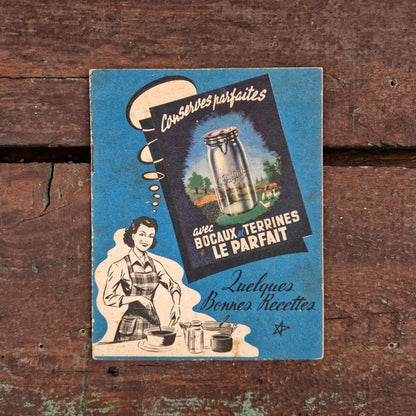 Conserves parfaites
avec
BOCAUX et TERRINES
LE PARFAIT
Quelques
Bonnes Recettes